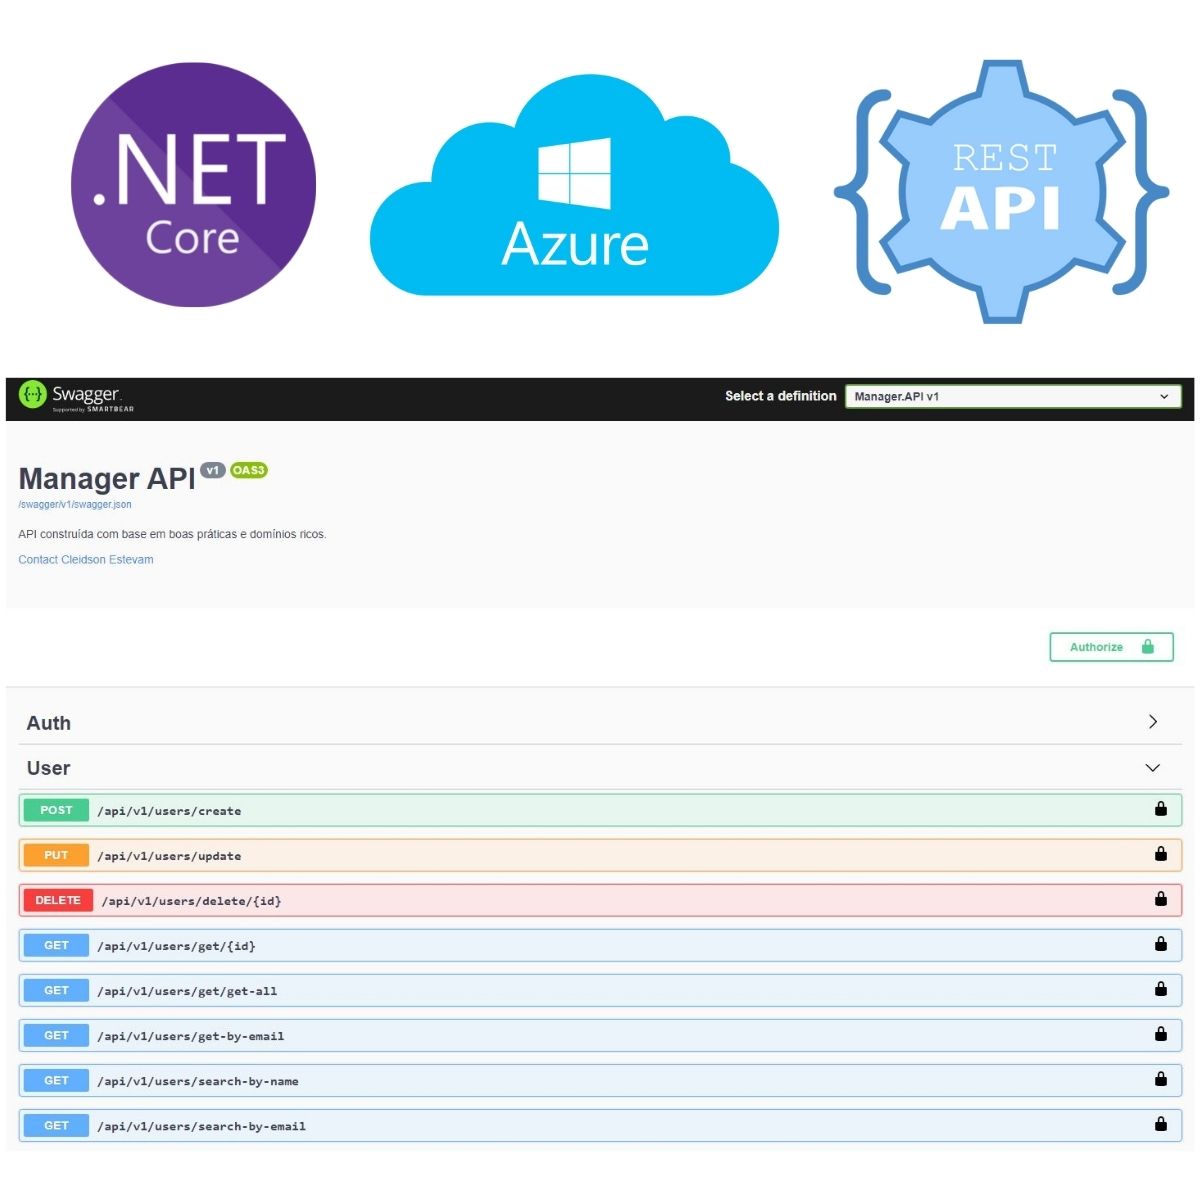 .NET
Core
Azure
REST
API
{··} Swagger.
Supported by SMARTBEAR
Select a definition
Manager.API v1
Manager API v1 OAS3
/swagger/v1/swagger.json
API construída com base em boas práticas e domínios ricos.
Contact Cleidson Estevam
Authorize
Auth
User
POST /api/v1/users/create
PUT /api/v1/users/update
DELETE /api/v1/users/delete/{id}
GET /api/v1/users/get/{id}
GET /api/v1/users/get/get-all
GET /api/v1/users/get-by-email
GET /api/v1/users/search-by-name
GET /api/v1/users/search-by-email